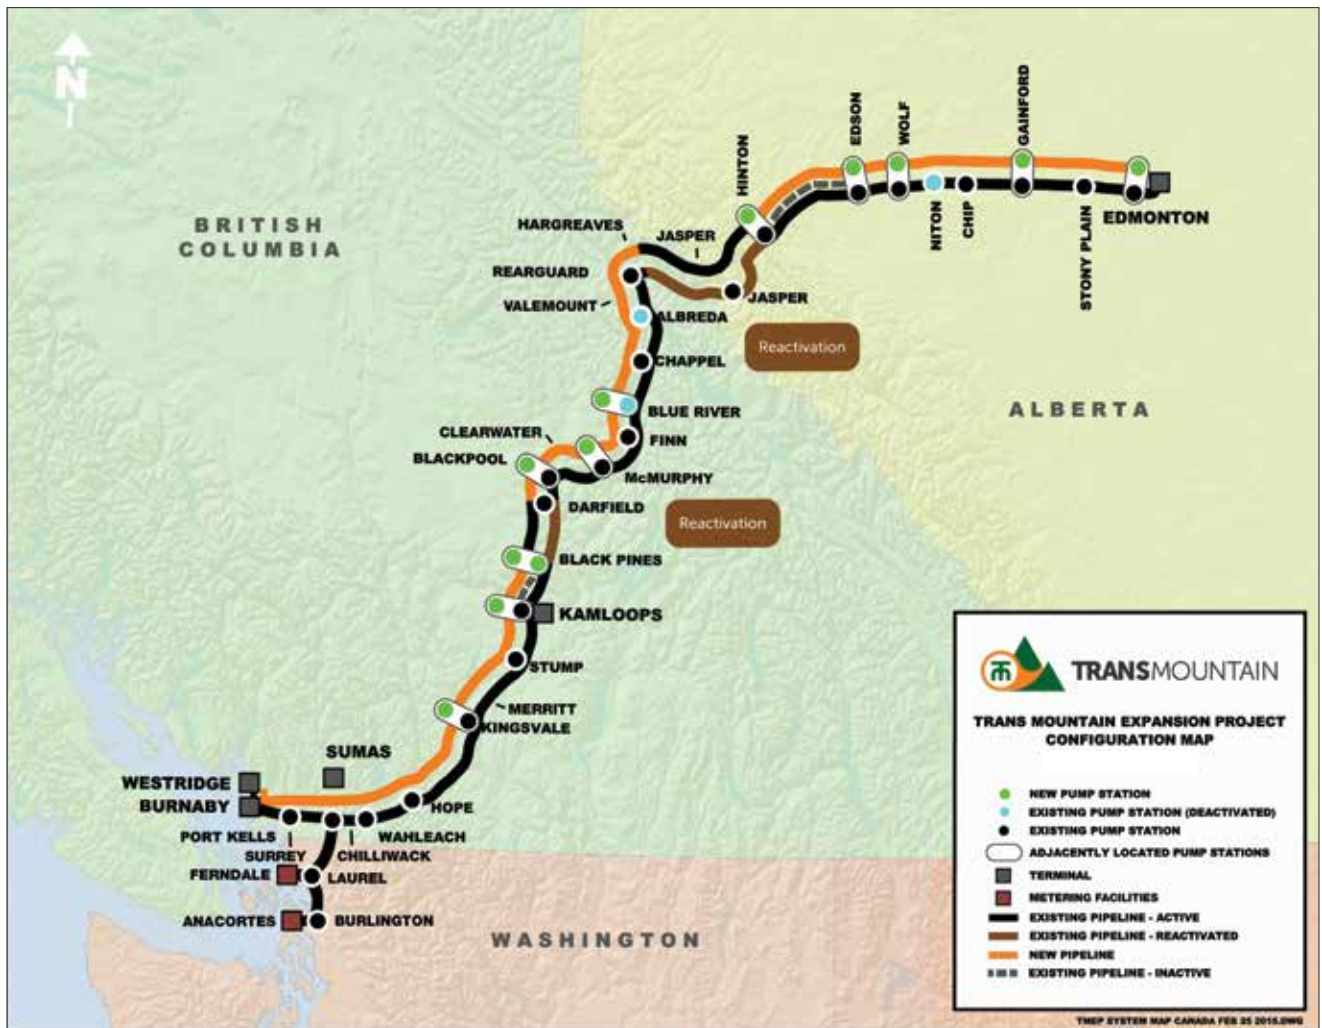 N
BRITISH
COLUMBIA
HARGREAVES
JASPER
HINTON
EDSON
WOLF
GAINFORD
REARGUARD
VALEMOUNT
JASPER
NITON
CHIP
STONY PLAIN
EDMONTON
ALBREDA
Reactivation
CHAPPEL
ALBERTA
BLUE RIVER
CLEARWATER
FINN
BLACKPOOL
McMURPHY
DARFIELD
Reactivation
BLACK PINES
KAMLOOPS
STUMP
MERRITT
KINGSVALE
SUMAS
WESTRIDGE
BURNABY
HOPE
PORT KELLS
WAHLEACH
SURREY
CHILLIWACK
FERNDALE
LAUREL
ANACORTES
BURLINGTON
WASHINGTON
TRANSMOUNTAIN
TRANS MOUNTAIN EXPANSION PROJECT
CONFIGURATION MAP
NEW PUMP STATION
EXISTING PUMP STATION (DEACTIVATED)
EXISTING PUMP STATION
ADJACENTLY LOCATED PUMP STATIONS
TERMINAL
METERING FACILITIES
EXISTING PIPELINE - ACTIVE
EXISTING PIPELINE - REACTIVATED
NEW PIPELINE
EXISTING PIPELINE - INACTIVE
TMEP SYSTEM MAP CANADA FEB 25 2015.DWG